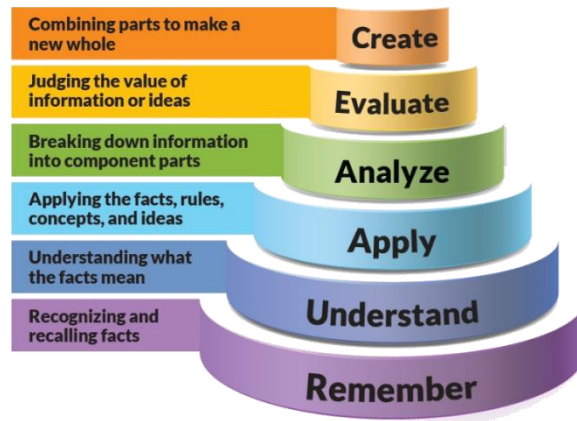 Combining parts to make a
new whole
Create
Judging the value of
information or ideas
Evaluate
Breaking down information
into component parts
Analyze
Applying the facts, rules,
concepts, and ideas
Apply
Understanding what
the facts mean
Understand
Recognizing and
recalling facts
Remember